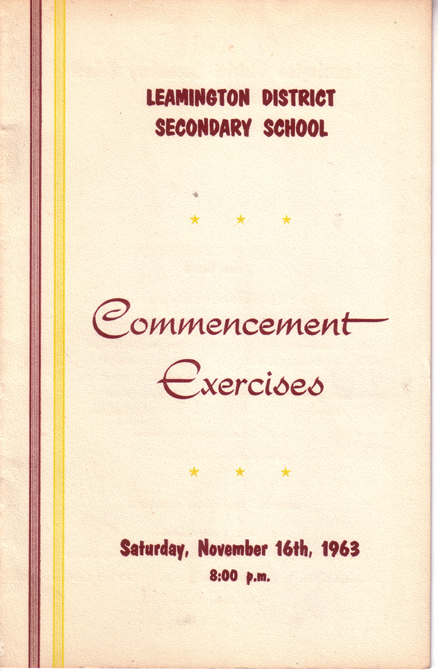 LEAMINGTON DISTRICT
SECONDARY SCHOOL
Commencement
Exercises
Saturday, November 16th, 1963
8:00 p.m.